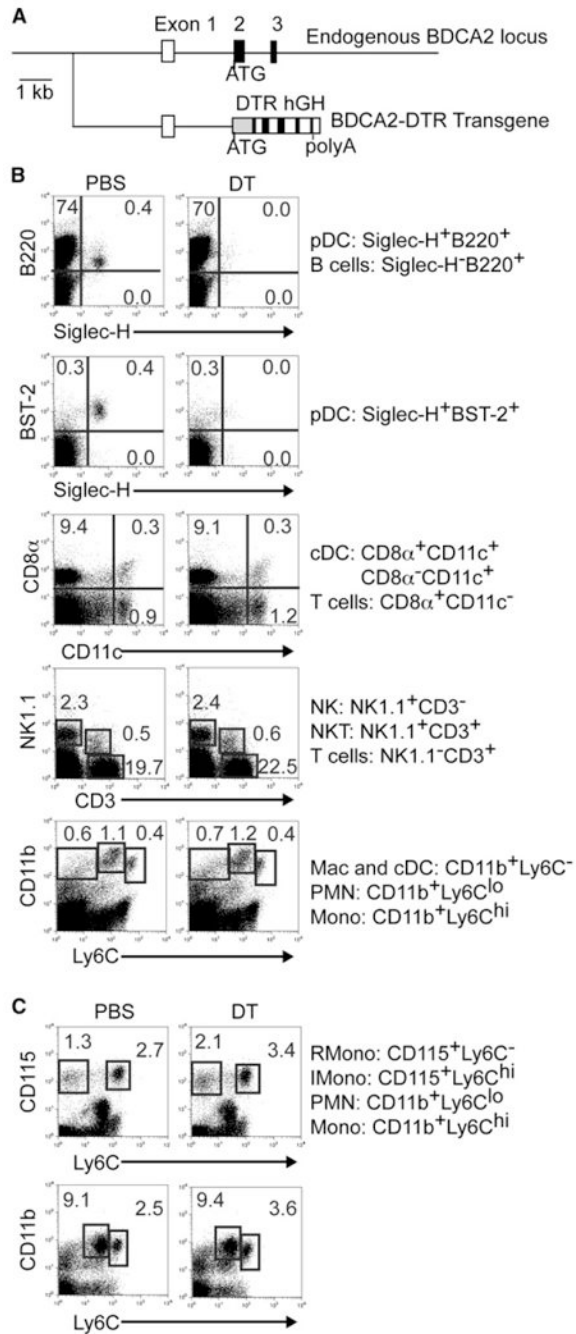 A
Exon 1 2 3
Endogenous BDCA2 locus
ATG
1 kb
DTR hGH
BDCA2-DTR Transgene
ATG
polyA
B
PBS DT
B220
74 0.4
0.0
70 0.0
0.0
Siglec-H
pDC: Siglec-H+B220+
B cells: Siglec-H-B220+
BST-2
0.3 0.4
0.0
0.3 0.0
0.0
Siglec-H
pDC: Siglec-H+BST-2+
CD8α
9.4 0.3
0.9
9.1 0.3
1.2
CD11c
cDC: CD8α+CD11c+
CD8α-CD11c+
T cells: CD8α+CD11c-
NK1.1
2.3
0.5
19.7
2.4
0.6
22.5
CD3
NK: NK1.1+CD3-
NKT: NK1.1+CD3+
T cells: NK1.1-CD3+
CD11b
0.6 1.1 0.4
0.7 1.2 0.4
Ly6C
Mac and cDC: CD11b+Ly6C-
PMN: CD11b+Ly6Clo
Mono: CD11b+Ly6Chi
C
PBS DT
CD115
1.3 2.7
2.1 3.4
Ly6C
RMono: CD115+Ly6C-
IMono: CD115+Ly6Chi
PMN: CD11b+Ly6Clo
Mono: CD11b+Ly6Chi
CD11b
9.1 2.5
9.4 3.6
Ly6C